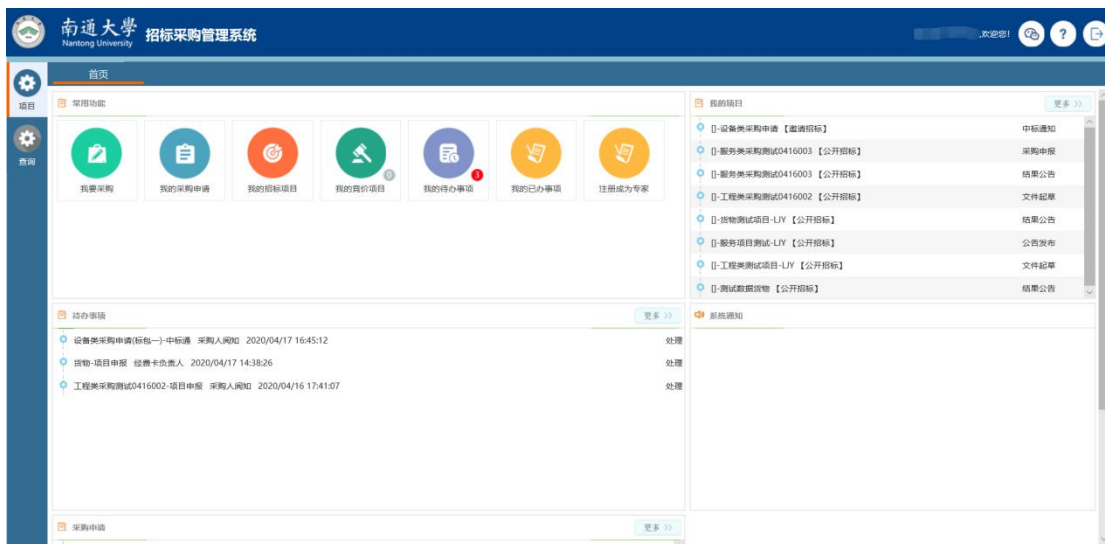 南通大學 招标采购管理系统
Nantong University
,欢迎您!
?
首页
项目
查询
常用功能
我要采购
我的采购申请
我的招标项目
我的竞价项目
0
我的待办事项
3
我的已办事项
注册成为专家
我的项目
更多 >>
[]-设备类采购申请【邀请招标】 中标通知
[]-服务类采购测试0416003【公开招标】 采购申报
[]-服务类采购测试0416003【公开招标】 结果公告
[]-工程类采购测试0416002【公开招标】 文件起草
[]-货物测试项目-LJY【公开招标】 结果公告
[]-服务项目测试-LJY【公开招标】 公告发布
[]-工程类测试项目-LJY【公开招标】 文件起草
[]-测试数据货物【公开招标】 结果公告
待办事项
更多 >>
设备类采购申请(标包一)-中标通 采购人阅知 2020/04/17 16:45:12 处理
货物-项目申报 经费卡负责人 2020/04/17 14:38:26 处理
工程类采购测试0416002-项目申报 采购人阅知 2020/04/16 17:41:07 处理
系统通知
采购申请
更多 >>